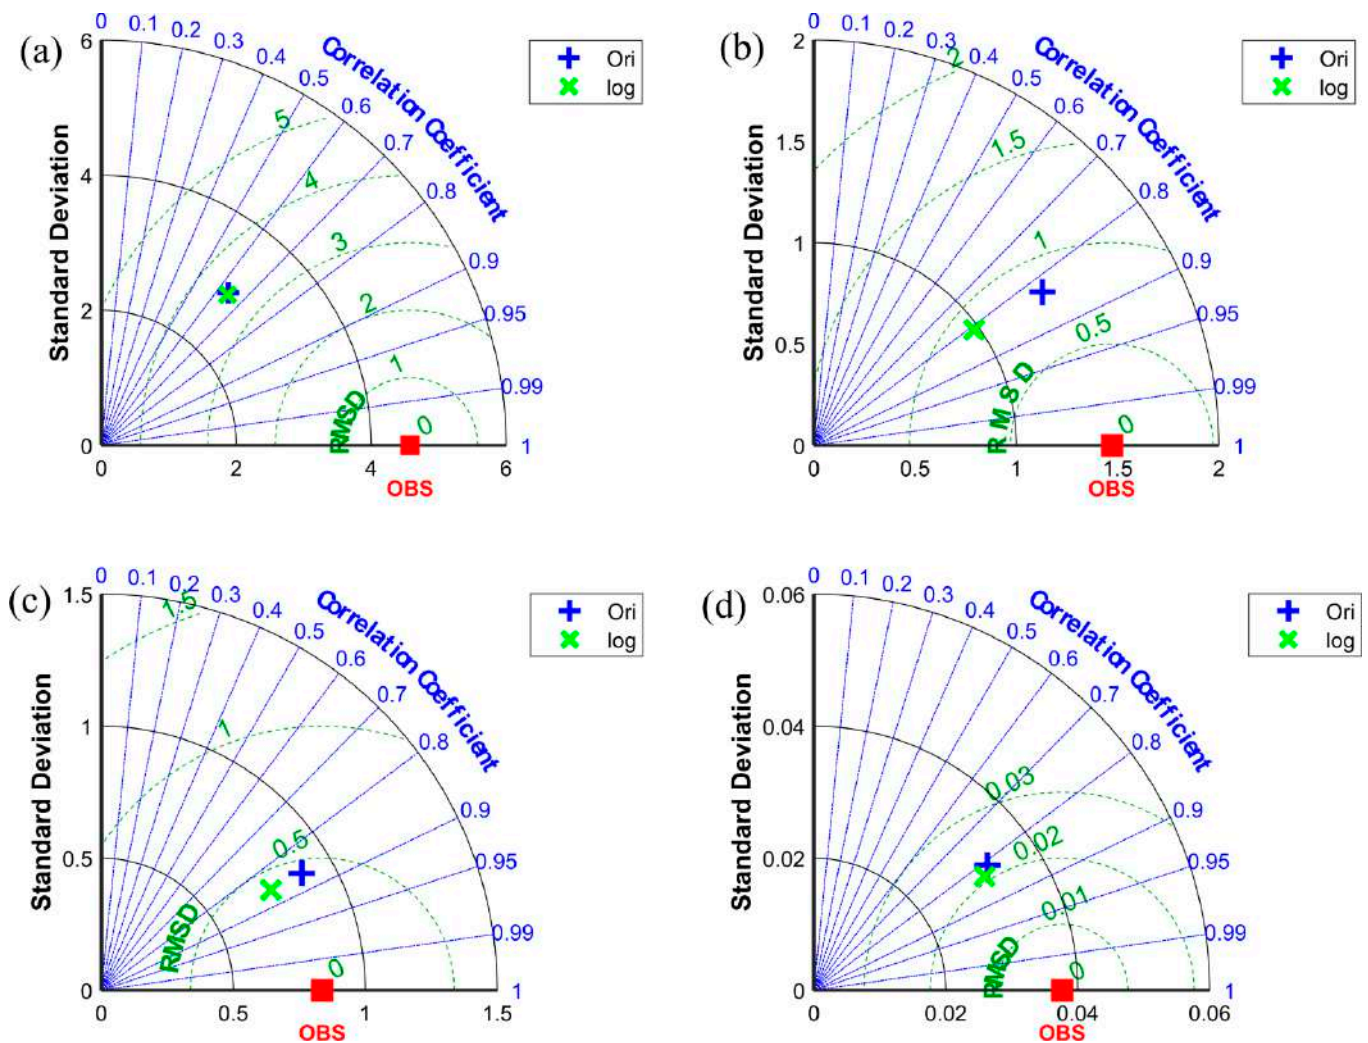 (a)
0 0.1 0.2 0.3 0.4 0.5 0.6 0.7 0.8 0.9 0.95 0.99 1
Correlation Coefficient
Standard Deviation
6
4
2
0
5
4
3
2
1
0
RMSD
0 2 4 6
OBS
Ori
log
(b)
0 0.1 0.2 0.3 0.4 0.5 0.6 0.7 0.8 0.9 0.95 0.99 1
Correlation Coefficient
Standard Deviation
2
1.5
1
0.5
0
2
1.5
1
0.5
0
RMSD
0 0.5 1 1.5 2
OBS
Ori
log
(c)
0 0.1 0.2 0.3 0.4 0.5 0.6 0.7 0.8 0.9 0.95 0.99 1
Correlation Coefficient
Standard Deviation
1.5
1
0.5
0
1.5
1
0.5
0
RMSD
0 0.5 1 1.5
OBS
Ori
log
(d)
0 0.1 0.2 0.3 0.4 0.5 0.6 0.7 0.8 0.9 0.95 0.99 1
Correlation Coefficient
Standard Deviation
0.06
0.04
0.02
0
0.03
0.02
0.01
0
RMSD
0 0.02 0.04 0.06
OBS
Ori
log